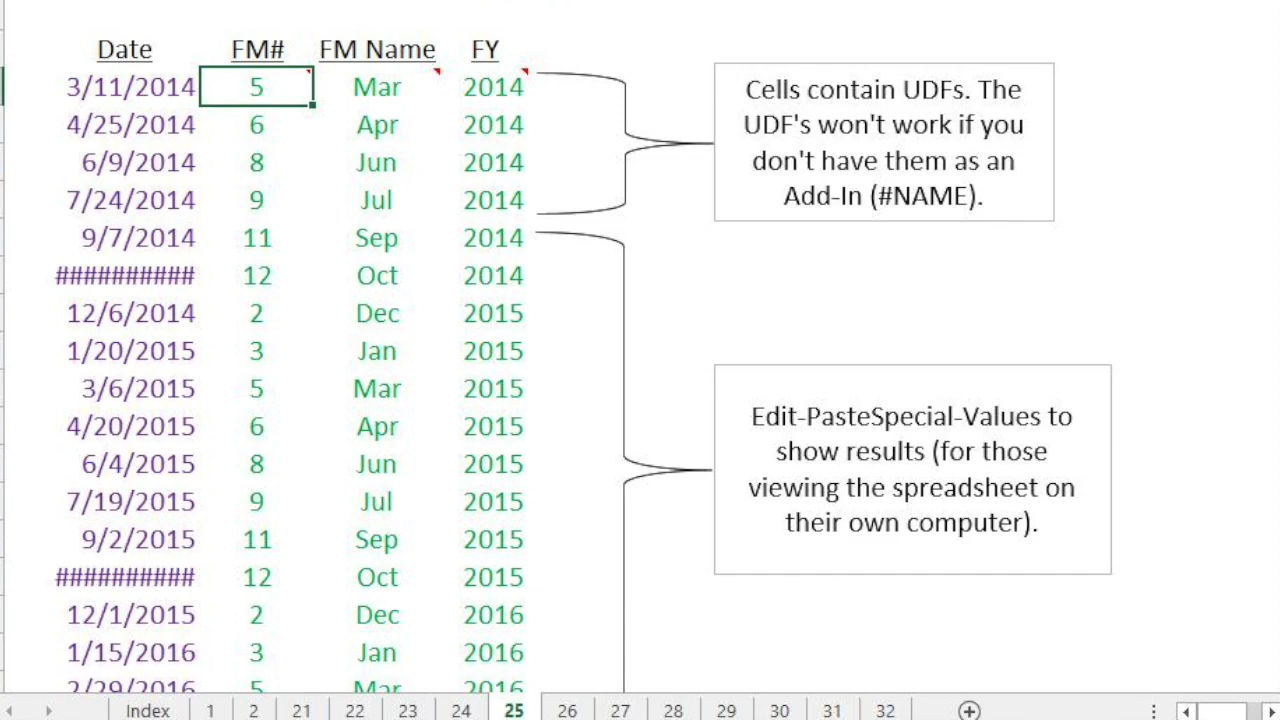 Date FM# FM Name FY
3/11/2014 5 Mar 2014
4/25/2014 6 Apr 2014
6/9/2014 8 Jun 2014
7/24/2014 9 Jul 2014
9/7/2014 11 Sep 2014
########## 12 Oct 2014
12/6/2014 2 Dec 2015
1/20/2015 3 Jan 2015
3/6/2015 5 Mar 2015
4/20/2015 6 Apr 2015
6/4/2015 8 Jun 2015
7/19/2015 9 Jul 2015
9/2/2015 11 Sep 2015
########## 12 Oct 2015
12/1/2015 2 Dec 2016
1/15/2016 3 Jan 2016
2/29/2016 5 Mar 2016
Cells contain UDFs. The
UDF's won't work if you
don't have them as an
Add-In (#NAME).
Edit-PasteSpecial-Values to
show results (for those
viewing the spreadsheet on
their own computer).
Index 1 2 21 22 23 24 25 26 27 28 29 30 31 32